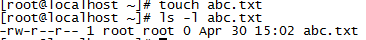 [root@localhost ~]# touch abc.txt
[root@localhost ~]# ls -l abc.txt
-rw-r--r-- 1 root root 0 Apr 30 15:02 abc.txt